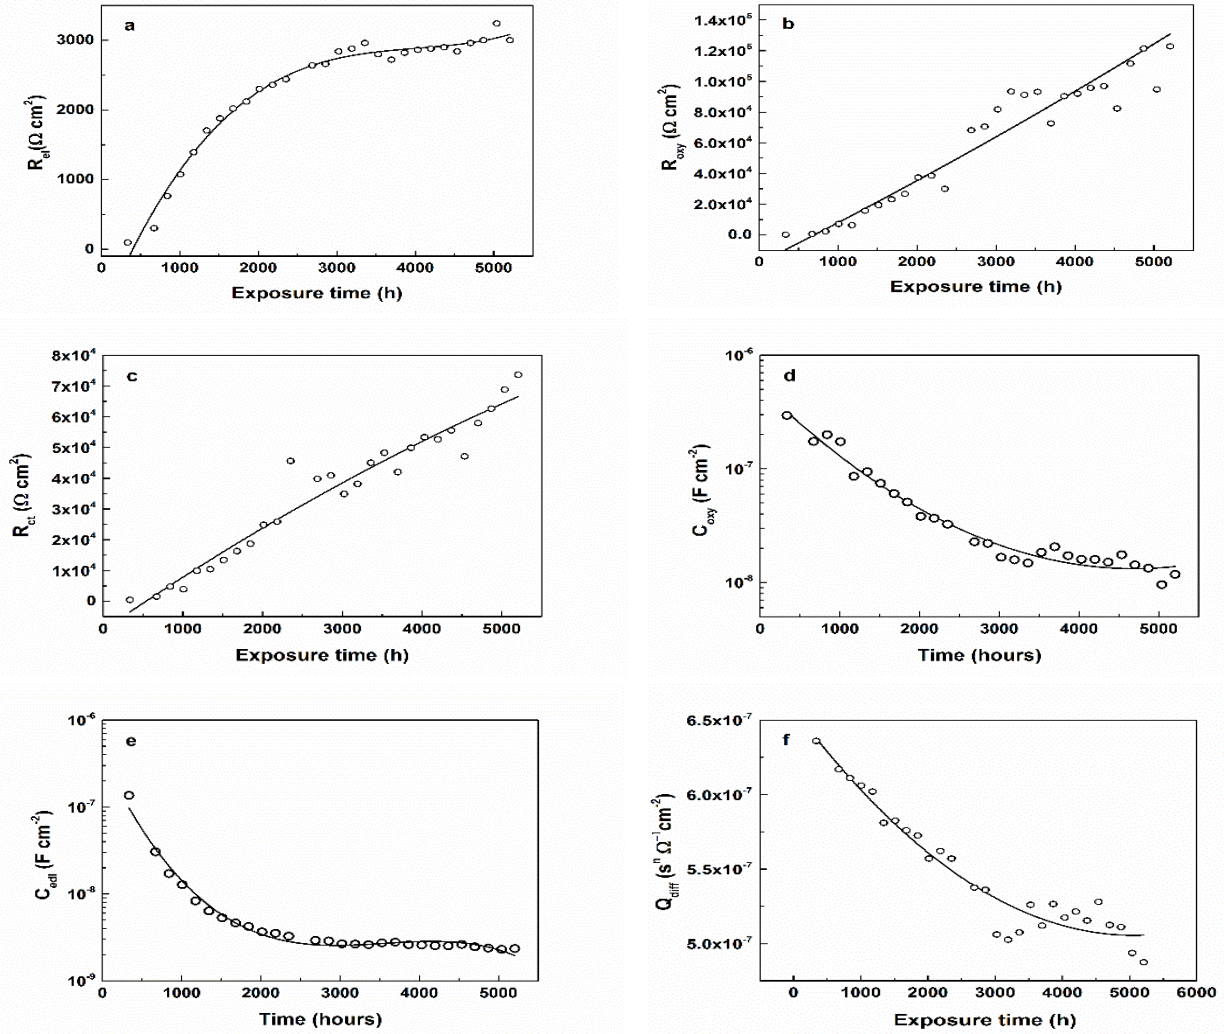 a
3000
2000
1000
0
R_el(Ω cm²)
0 1000 2000 3000 4000 5000
Exposure time (h)
b
1.4x10⁵
1.2x10⁵
1.0x10⁵
8.0x10⁴
6.0x10⁴
4.0x10⁴
2.0x10⁴
0.0
R_oxy (Ω cm²)
0 1000 2000 3000 4000 5000
Exposure time (h)
c
8x10⁴
7x10⁴
6x10⁴
5x10⁴
4x10⁴
3x10⁴
2x10⁴
1x10⁴
0
R_ct (Ω cm²)
0 1000 2000 3000 4000 5000
Exposure time (h)
d
10⁻⁶
10⁻⁷
10⁻⁸
C_oxy (F cm⁻²)
0 1000 2000 3000 4000 5000
Time (hours)
e
10⁻⁶
10⁻⁷
10⁻⁸
10⁻⁹
C_edl (F cm⁻²)
0 1000 2000 3000 4000 5000
Time (hours)
f
6.5x10⁻⁷
6.0x10⁻⁷
5.5x10⁻⁷
5.0x10⁻⁷
Q_diff (sⁿ Ω⁻¹cm⁻²)
0 1000 2000 3000 4000 5000 6000
Exposure time (h)